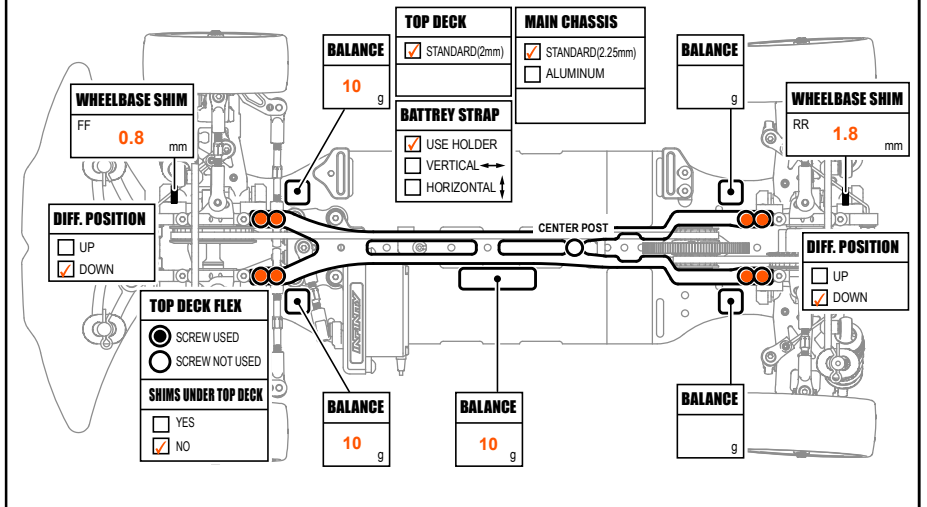 TOP DECK
STANDARD(2mm)
MAIN CHASSIS
STANDARD(2.25mm)
ALUMINUM
BALANCE
10
g
BALANCE
g
WHEELBASE SHIM
FF
0.8
mm
BATTREY STRAP
USE HOLDER
VERTICAL
HORIZONTAL
WHEELBASE SHIM
RR
1.8
mm
DIFF. POSITION
UP
DOWN
CENTER POST
DIFF. POSITION
UP
DOWN
TOP DECK FLEX
SCREW USED
SCREW NOT USED
SHIMS UNDER TOP DECK
YES
NO
INFINITY
BALANCE
10
g
BALANCE
10
g
BALANCE
g